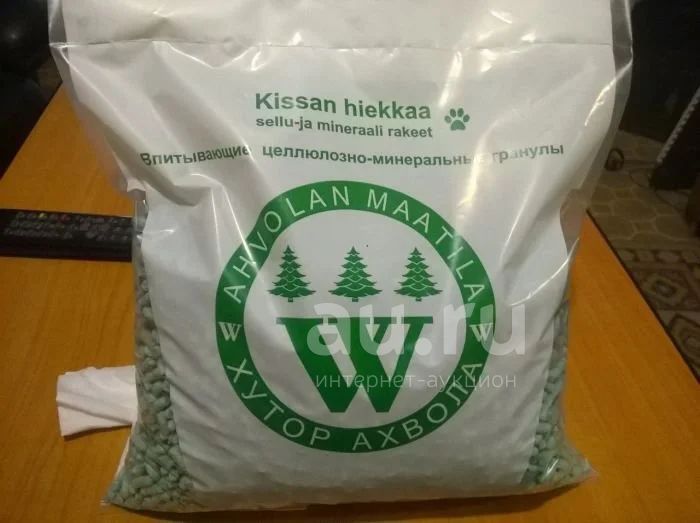 Kissan hiekkaa
sellu-ja mineraali rakeet
Впитывающие целлюлозно-минеральные гранулы
AHVOLAN MAATILA
W W
W
ХУТОР АХВОЛА
au.ru
интернет-аукцион